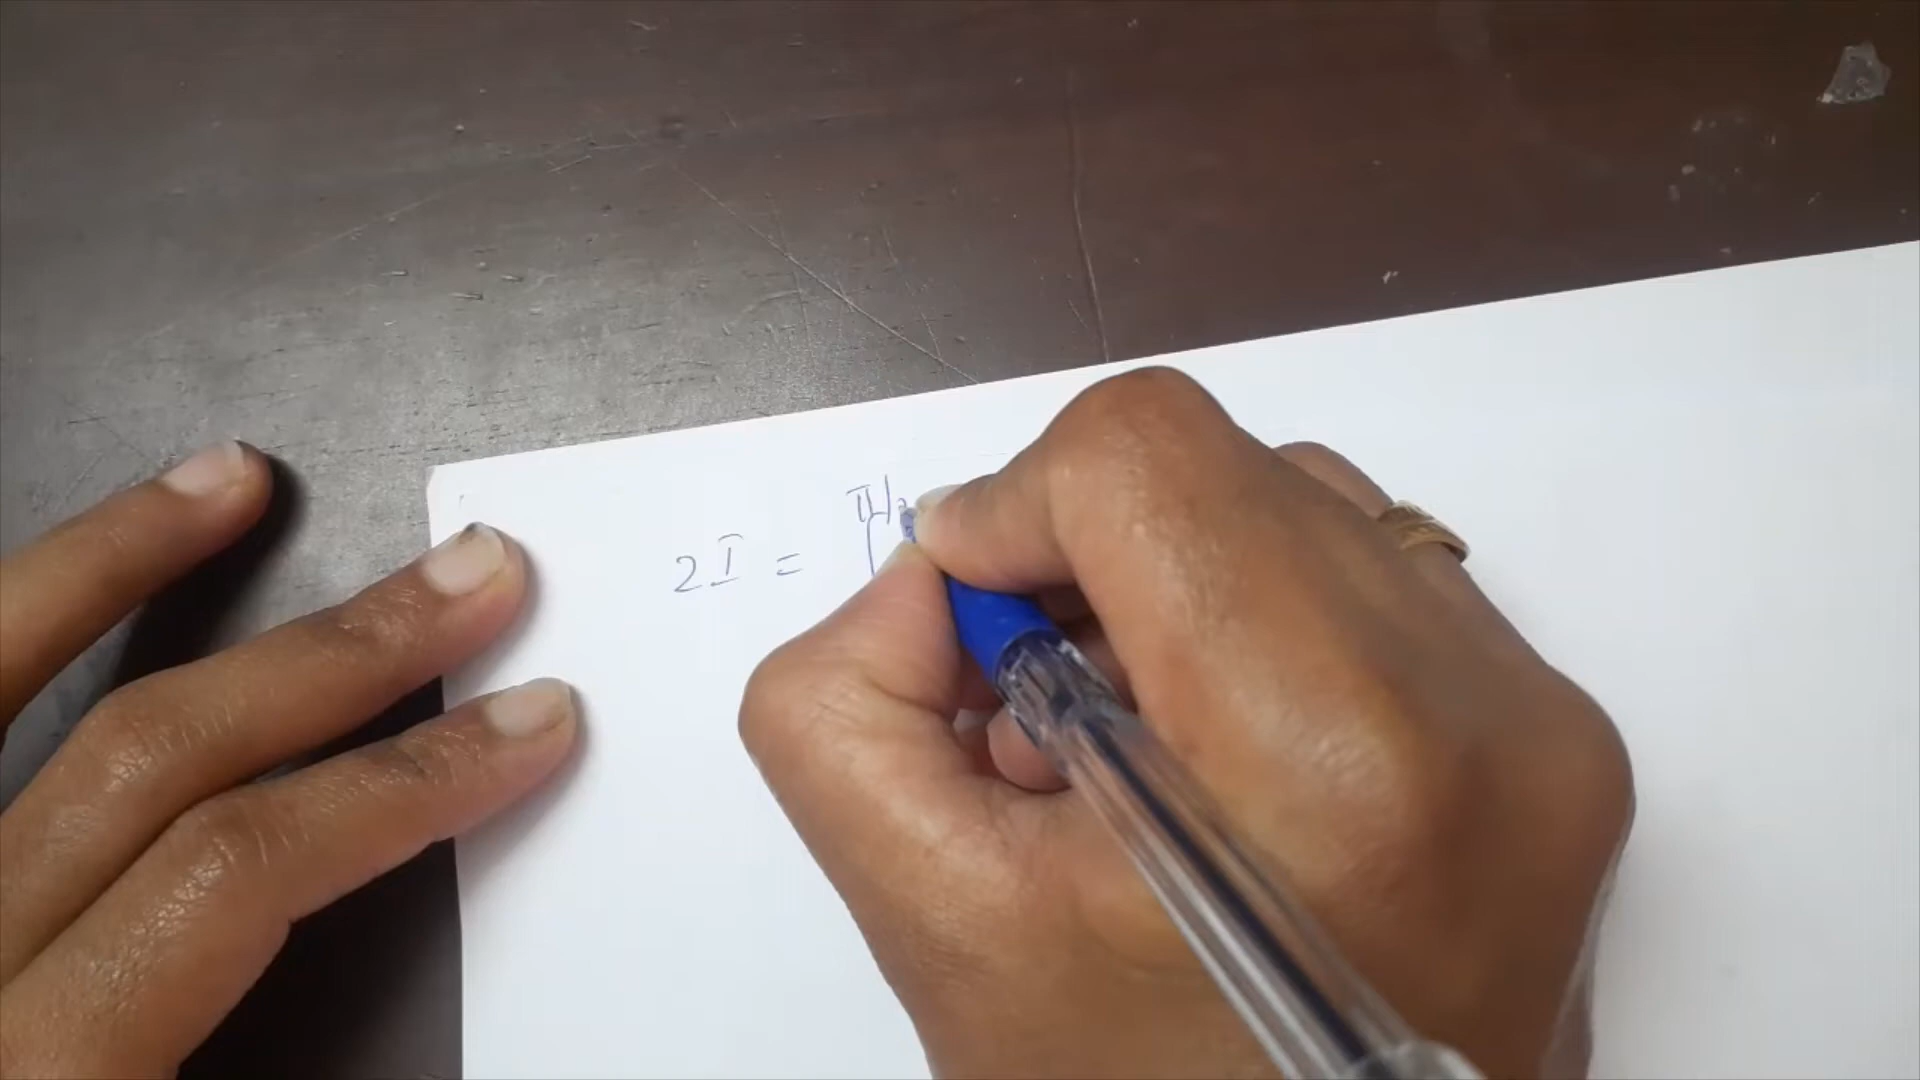 2I = ∫ π/2